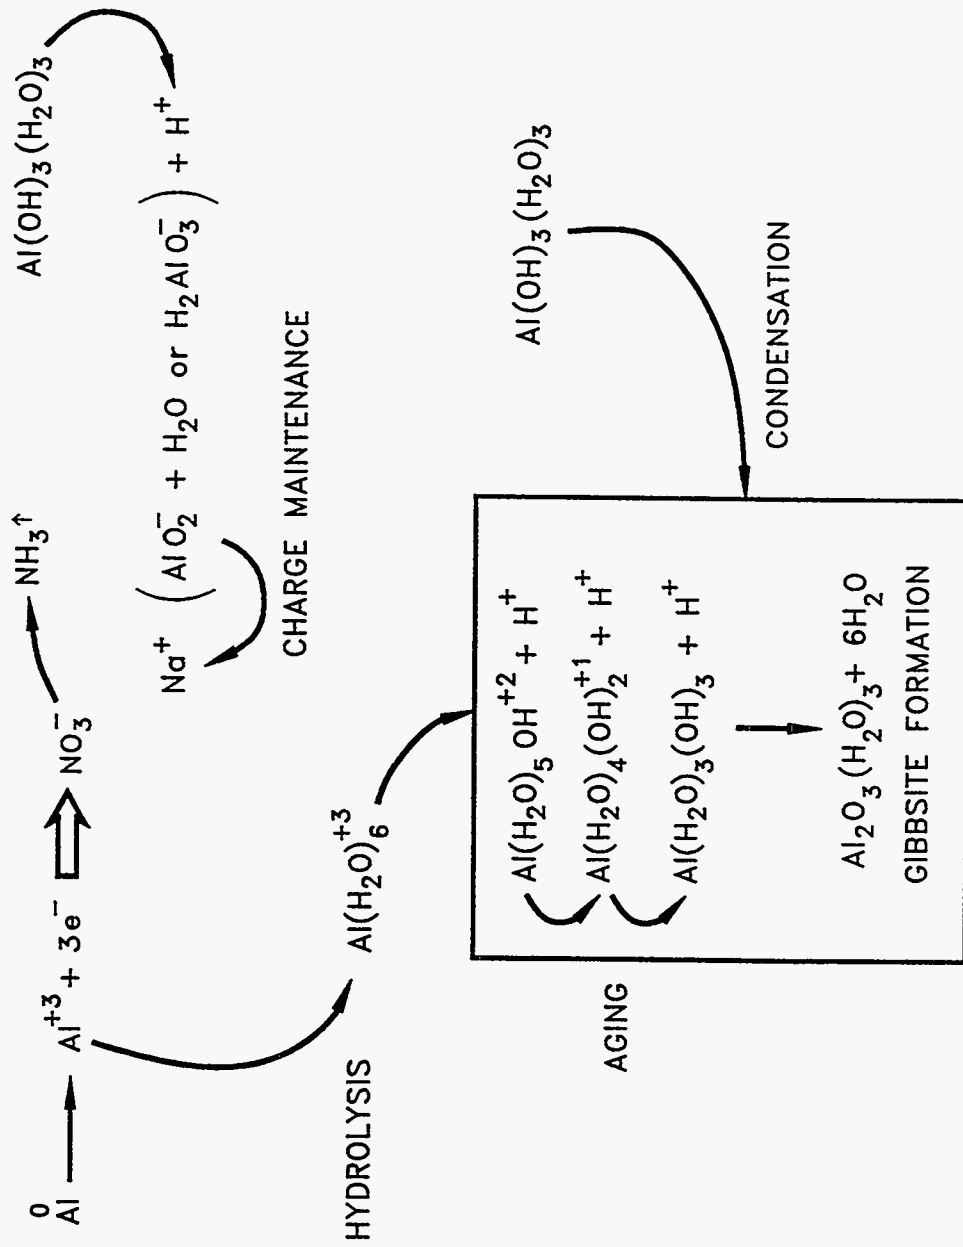 Al⁰ → Al⁺³ + 3e⁻ ⇒ NO₃⁻ → NH₃↑
Al(OH)₃(H₂O)₃
Na⁺ (AlO₂⁻ + H₂O or H₂AlO₃⁻) + H⁺
CHARGE MAINTENANCE
HYDROLYSIS
Al(H₂O)₆⁺³
Al(OH)₃(H₂O)₃
CONDENSATION
AGING
Al(H₂O)₅OH⁺² + H⁺
Al(H₂O)₄(OH)₂⁺¹ + H⁺
Al(H₂O)₃(OH)₃ + H⁺
Al₂O₃(H₂O)₃ + 6H₂O
GIBBSITE FORMATION